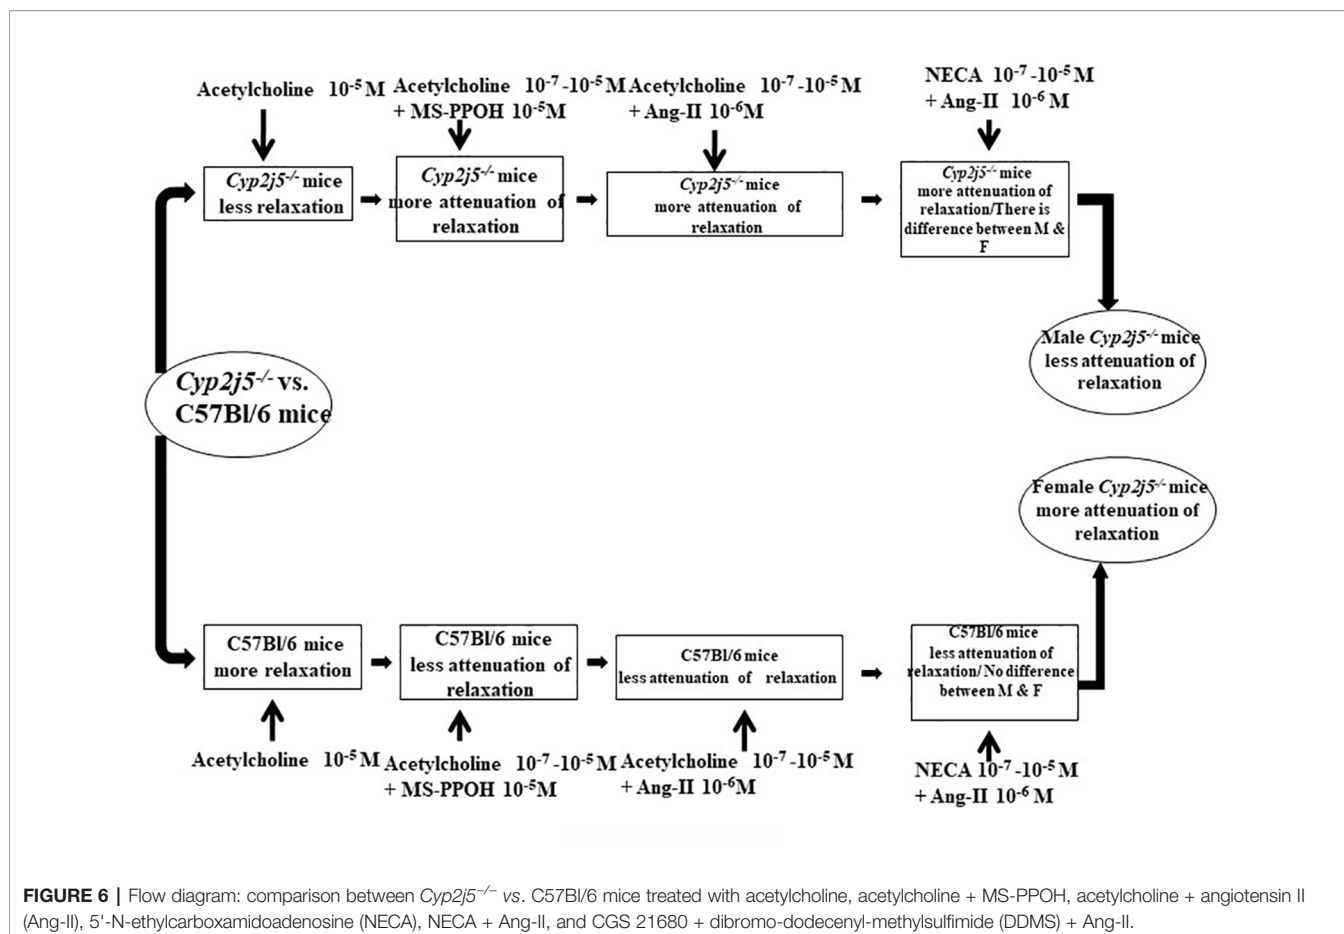 Acetylcholine 10-5M
Acetylcholine 10-7-10-5M
+ MS-PPOH 10-5M
Acetylcholine 10-7-10-5M
+ Ang-II 10-6M
NECA 10-7-10-5M
+ Ang-II 10-6 M
Cyp2j5-/- mice
less relaxation
Cyp2j5-/- mice
more attenuation of
relaxation
Cyp2j5-/- mice
more attenuation of
relaxation
Cyp2j5-/- mice
more attenuation of
relaxation/There is
difference between M &
F
Male Cyp2j5-/- mice
less attenuation of
relaxation
Cyp2j5-/- vs.
C57Bl/6 mice
Female Cyp2j5-/- mice
more attenuation of
relaxation
C57Bl/6 mice
more relaxation
C57Bl/6 mice
less attenuation of
relaxation
C57Bl/6 mice
less attenuation of relaxation
C57Bl/6 mice
less attenuation of
relaxation/No difference
between M & F
Acetylcholine 10-5M
Acetylcholine 10-7-10-5M
+ MS-PPOH 10-5M
Acetylcholine 10-7-10-5M
+ Ang-II 10-6M
NECA 10-7-10-5M
+ Ang-II 10-6 M
FIGURE 6 | Flow diagram: comparison between Cyp2j5−/− vs. C57Bl/6 mice treated with acetylcholine, acetylcholine + MS-PPOH, acetylcholine + angiotensin II
(Ang-II), 5'-N-ethylcarboxamidoadenosine (NECA), NECA + Ang-II, and CGS 21680 + dibromo-dodecenyl-methylsulfimide (DDMS) + Ang-II.